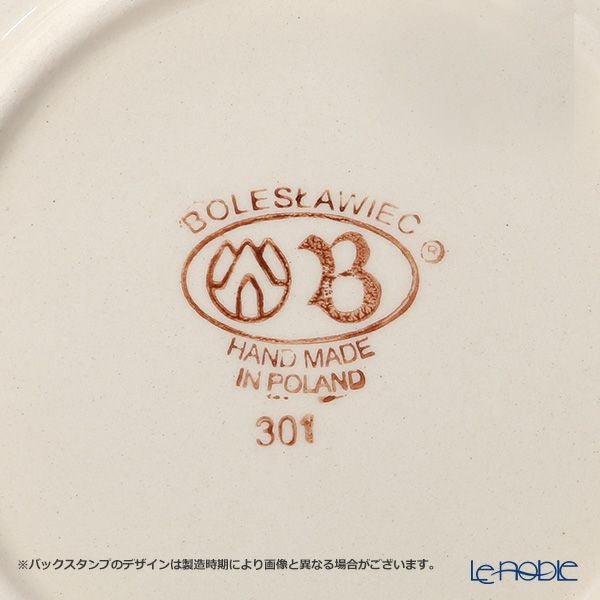 BOLESŁAWIEC ®
B
HAND MADE
IN POLAND
301
※バックスタンプのデザインは製造時期により画像と異なる場合がございます。
Le-noble